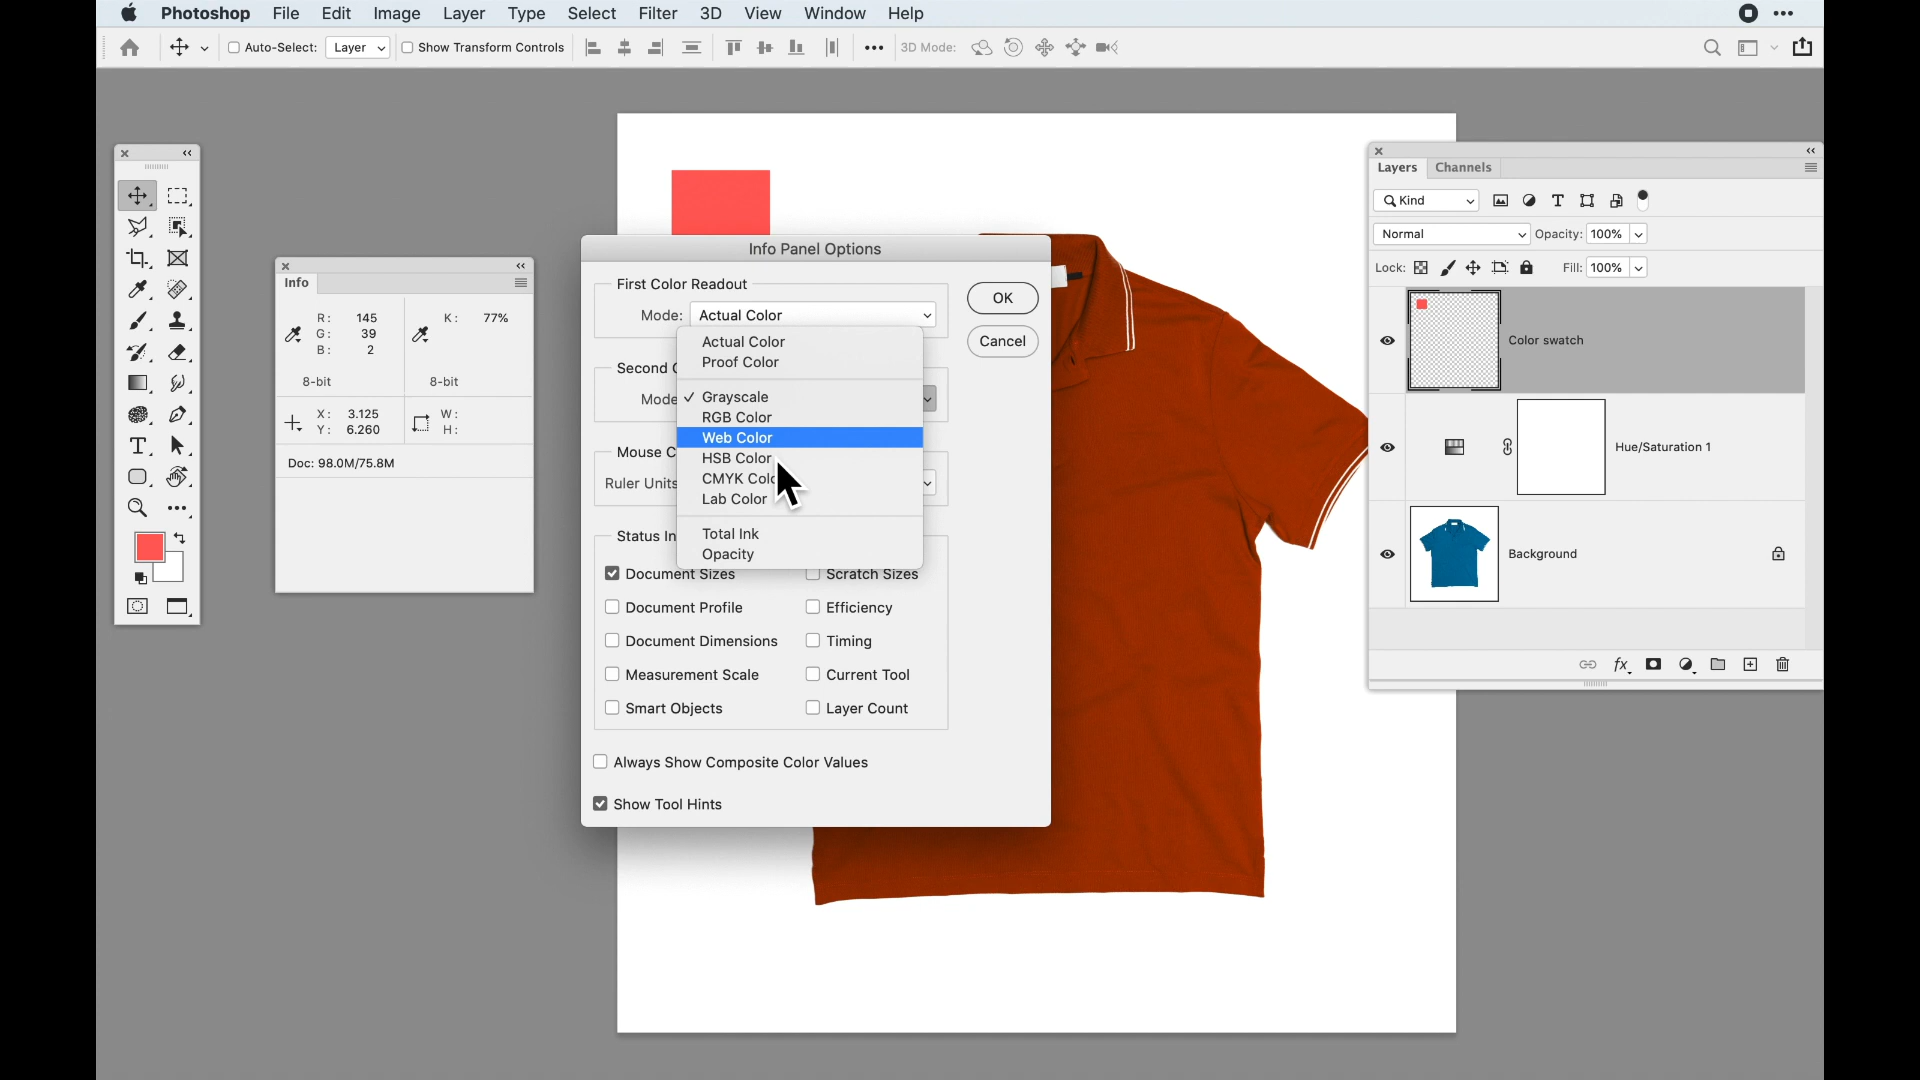 Photoshop File Edit Image Layer Type Select Filter 3D View Window Help
Auto-Select: Layer Show Transform Controls 3D Mode:
Info
R: 145
G: 39
B: 2
8-bit
K: 77%
8-bit
X: 3.125
Y: 6.260
W:
H:
Doc: 98.0M/75.8M
Info Panel Options
First Color Readout
Mode: Actual Color
OK
Cancel
Second C
Mode
Actual Color
Proof Color
Grayscale
RGB Color
Web Color
HSB Color
CMYK Colo
Lab Color
Total Ink
Opacity
Mouse C
Ruler Units
Status In
Document Sizes Scratch Sizes
Document Profile Efficiency
Document Dimensions Timing
Measurement Scale Current Tool
Smart Objects Layer Count
Always Show Composite Color Values
Show Tool Hints
Layers Channels
Kind
Normal Opacity: 100%
Lock: Fill: 100%
Color swatch
Hue/Saturation 1
Background
fx